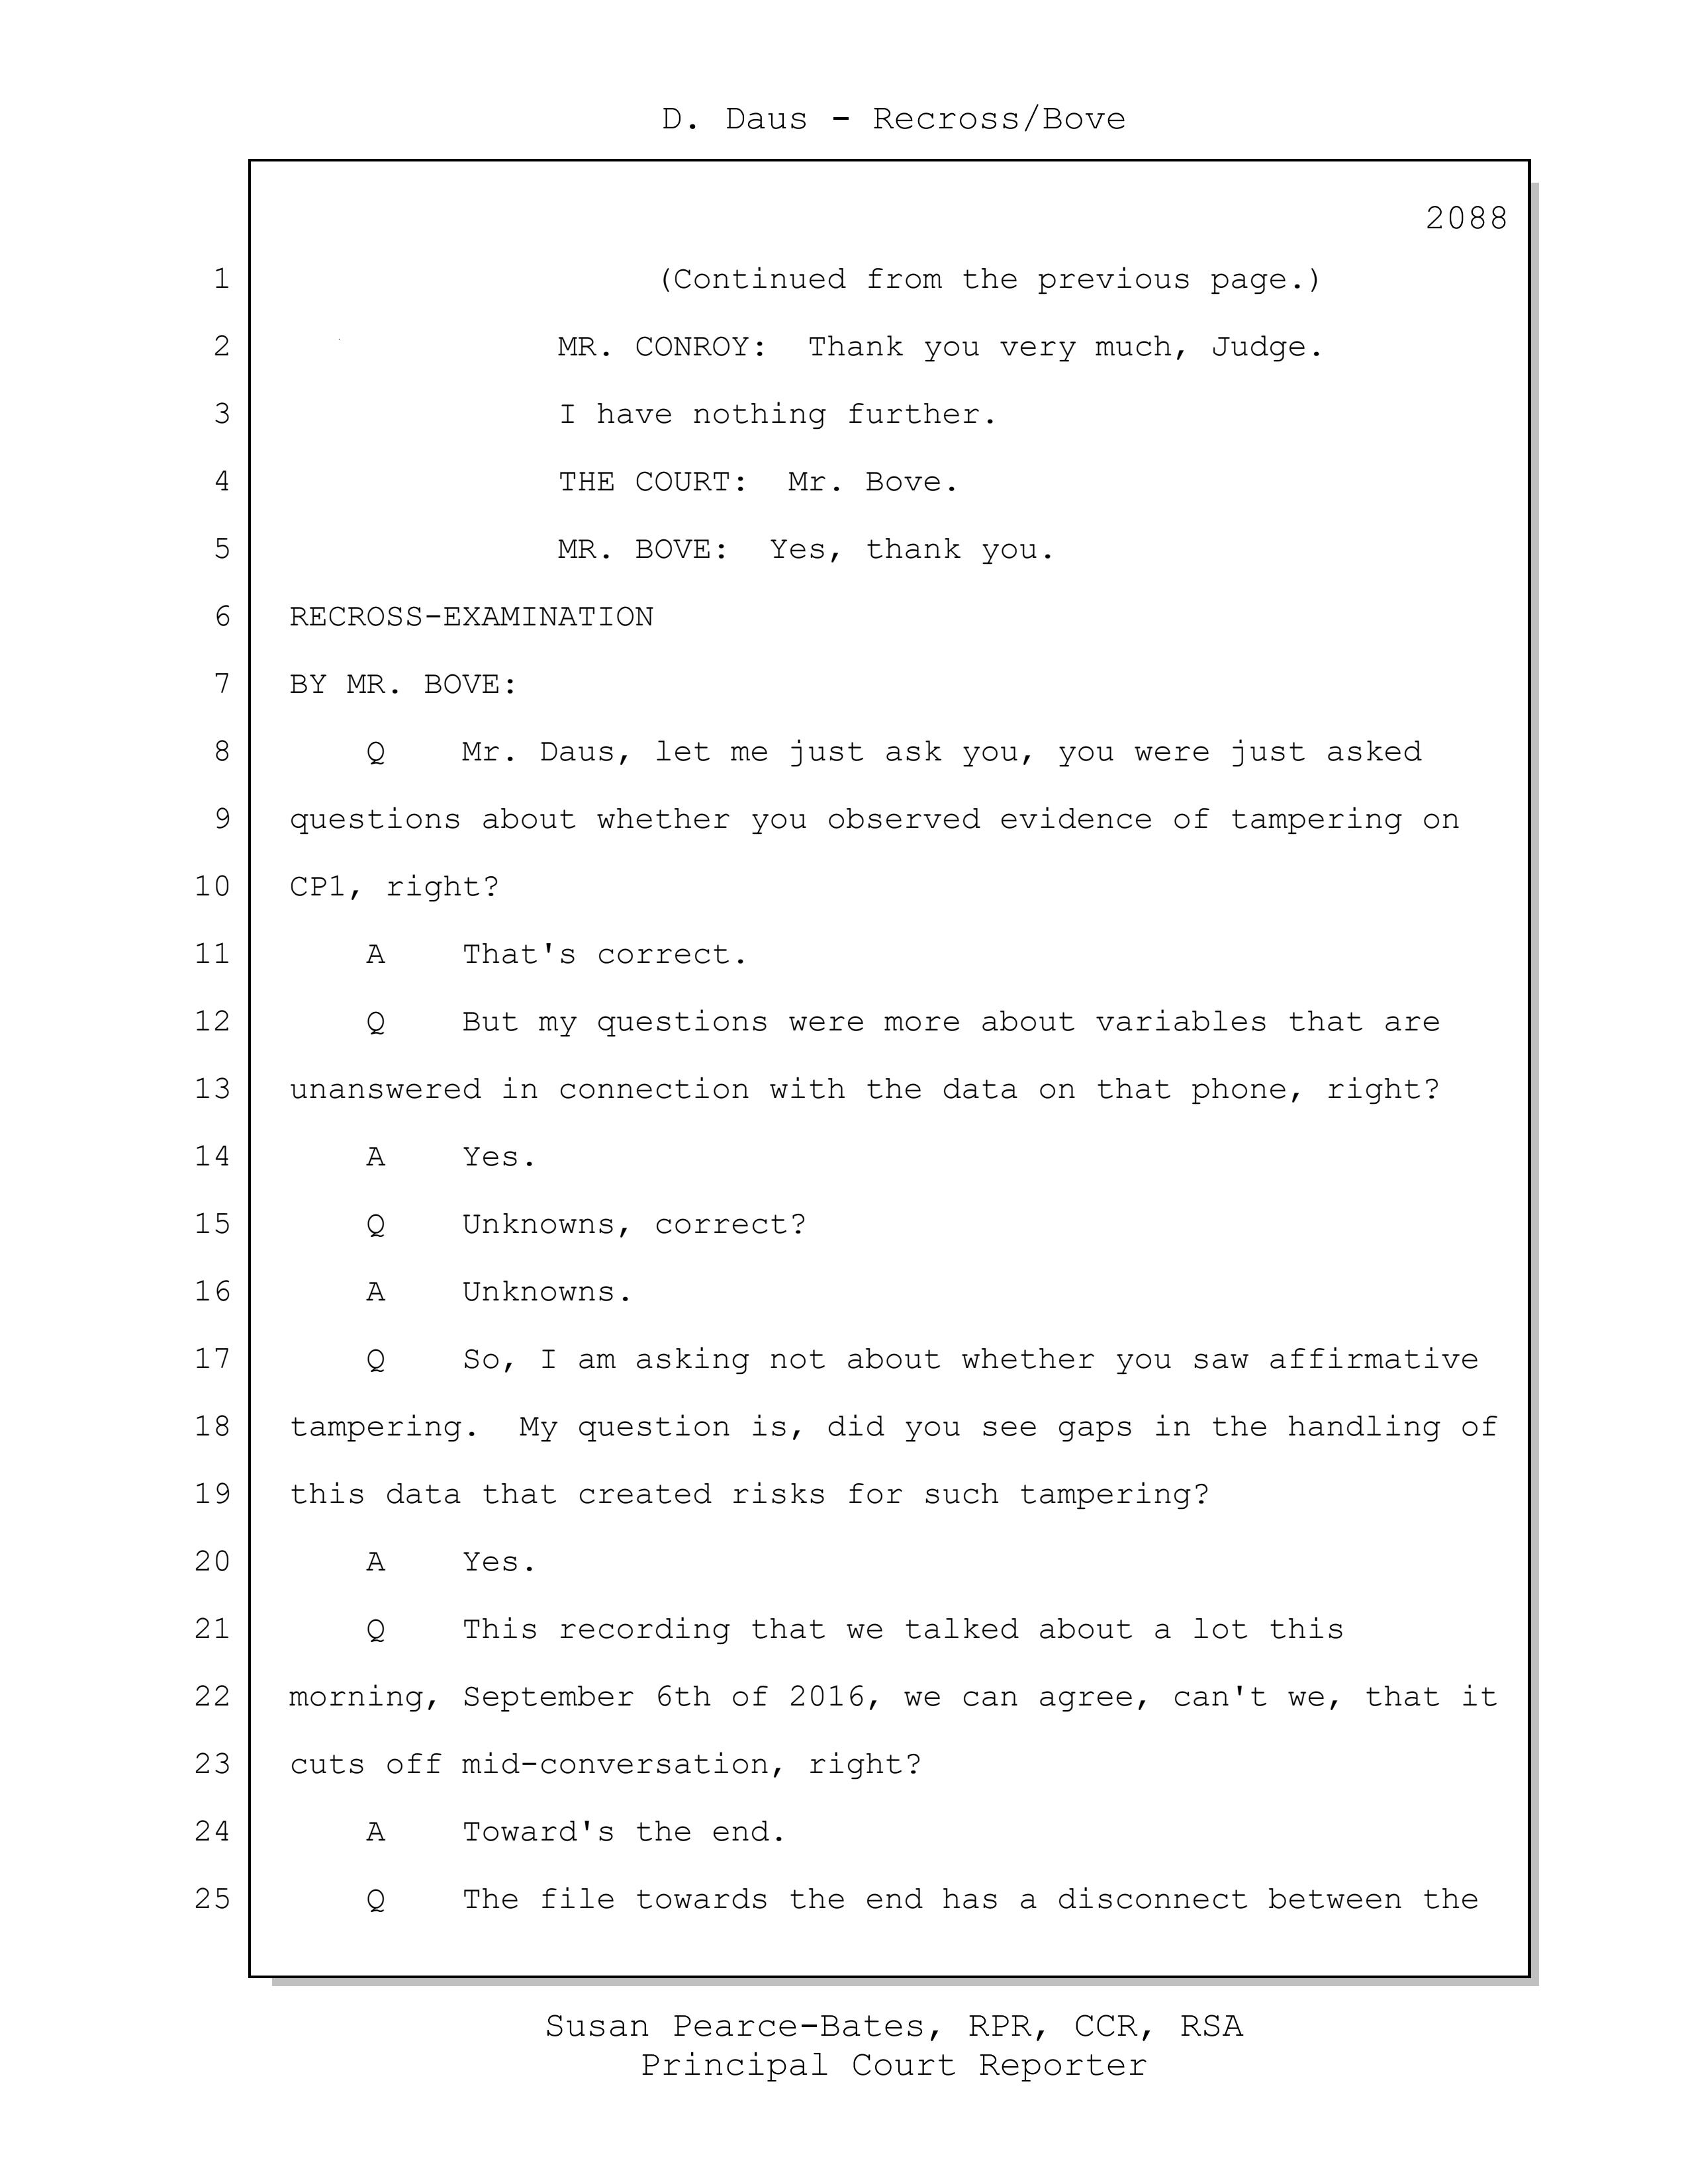 D. Daus - Recross/Bove
2088
1 (Continued from the previous page.)
2 MR. CONROY: Thank you very much, Judge.
3 I have nothing further.
4 THE COURT: Mr. Bove.
5 MR. BOVE: Yes, thank you.
6 RECROSS-EXAMINATION
7 BY MR. BOVE:
8 Q Mr. Daus, let me just ask you, you were just asked
9 questions about whether you observed evidence of tampering on
10 CP1, right?
11 A That's correct.
12 Q But my questions were more about variables that are
13 unanswered in connection with the data on that phone, right?
14 A Yes.
15 Q Unknowns, correct?
16 A Unknowns.
17 Q So, I am asking not about whether you saw affirmative
18 tampering. My question is, did you see gaps in the handling of
19 this data that created risks for such tampering?
20 A Yes.
21 Q This recording that we talked about a lot this
22 morning, September 6th of 2016, we can agree, can't we, that it
23 cuts off mid-conversation, right?
24 A Toward's the end.
25 Q The file towards the end has a disconnect between the
Susan Pearce-Bates, RPR, CCR, RSA
Principal Court Reporter